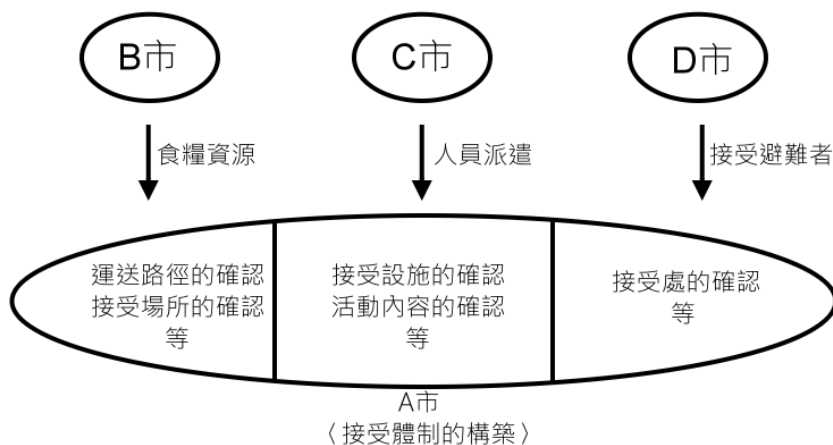 B市
C市
D市
食糧資源
人員派遣
接受避難者
運送路徑的確認
接受場所的確認
等
接受設施的確認
活動內容的確認
等
接受處的確認
等
A市
〈接受體制的構築〉